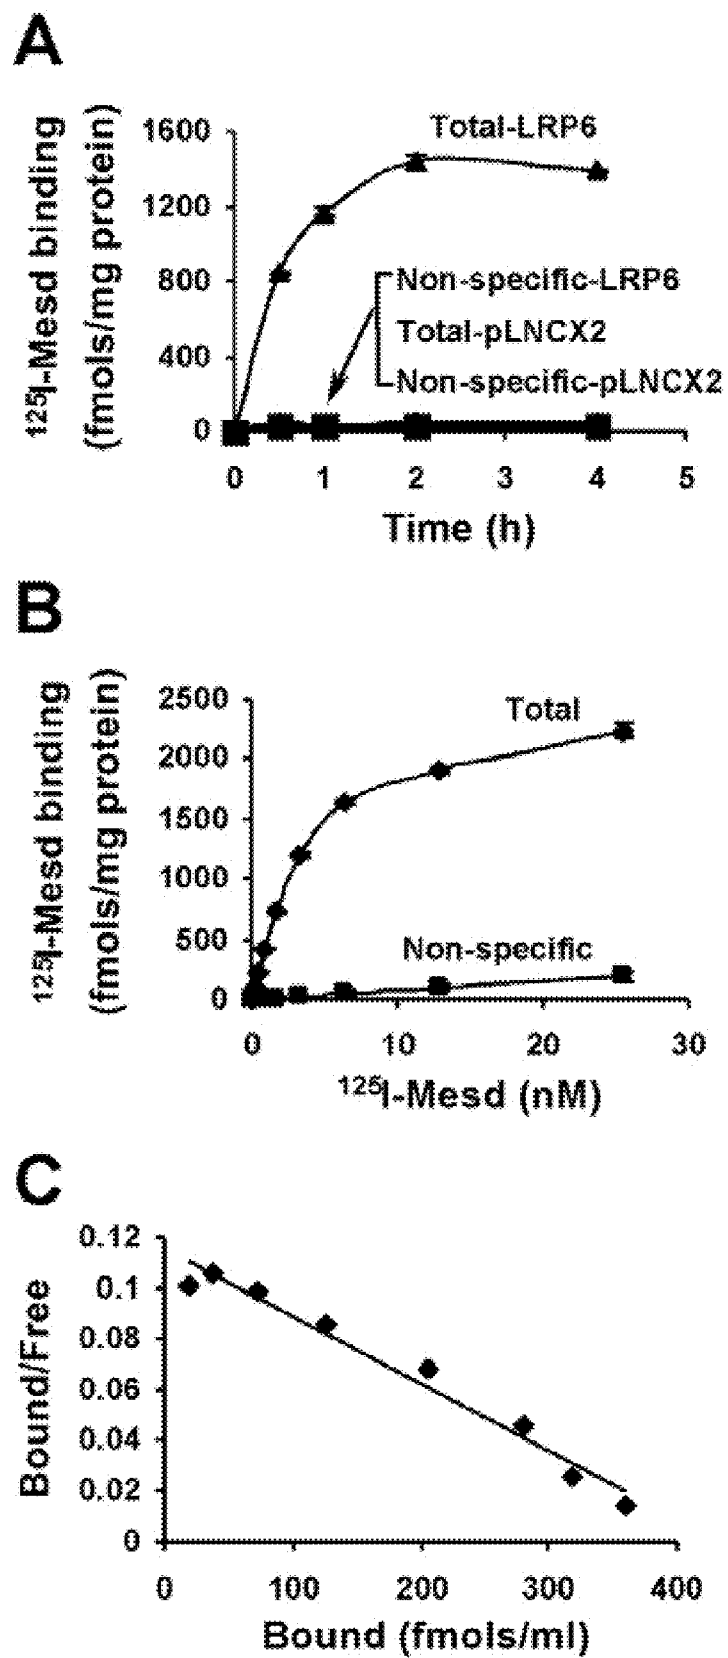 A
¹²⁵I-Mesd binding
(fmols/mg protein)
1600
1200
800
400
0
Total-LRP6
Non-specific-LRP6
Total-pLNCX2
Non-specific-pLNCX2
0 1 2 3 4 5
Time (h)
B
¹²⁵I-Mesd binding
(fmols/mg protein)
2500
2000
1500
1000
500
0
Total
Non-specific
0 10 20 30
¹²⁵I-Mesd (nM)
C
Bound/Free
0.12
0.1
0.08
0.06
0.04
0.02
0
0 100 200 300 400
Bound (fmols/ml)